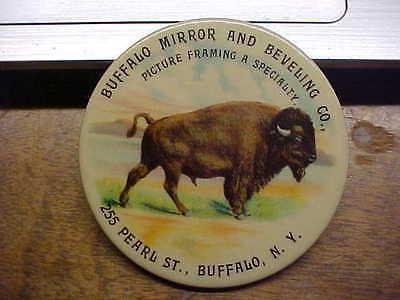 BUFFALO MIRROR AND BEVELING CO.,
PICTURE FRAMING A SPECIALTY.
255 PEARL ST., BUFFALO, N. Y.